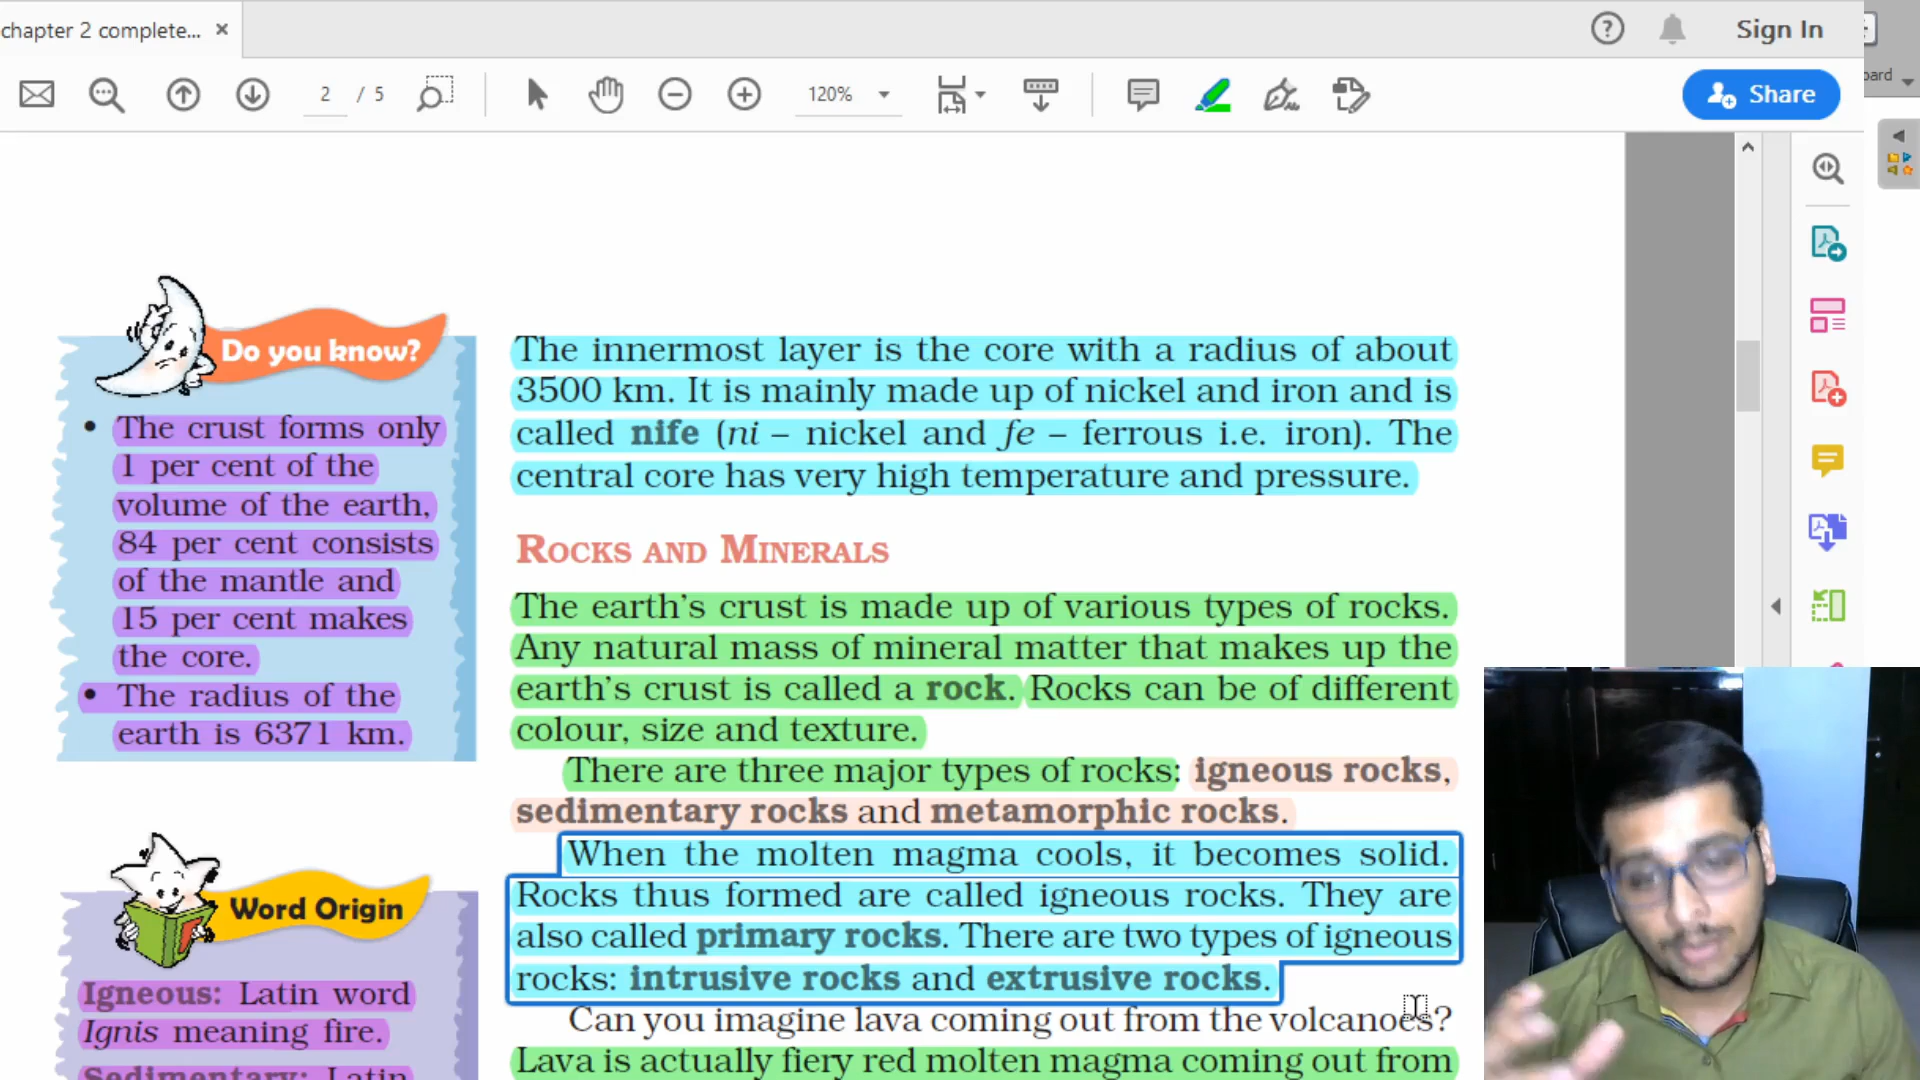 chapter 2 complete...
Sign In
2 / 5
120%
Share
Do you know?
• The crust forms only
1 per cent of the
volume of the earth,
84 per cent consists
of the mantle and
15 per cent makes
the core.
• The radius of the
earth is 6371 km.
Word Origin
Igneous: Latin word
Ignis meaning fire.
Sedimentary: Latin
The innermost layer is the core with a radius of about
3500 km. It is mainly made up of nickel and iron and is
called nife (ni – nickel and fe – ferrous i.e. iron). The
central core has very high temperature and pressure.
ROCKS AND MINERALS
The earth's crust is made up of various types of rocks.
Any natural mass of mineral matter that makes up the
earth's crust is called a rock. Rocks can be of different
colour, size and texture.
There are three major types of rocks: igneous rocks,
sedimentary rocks and metamorphic rocks.
When the molten magma cools, it becomes solid.
Rocks thus formed are called igneous rocks. They are
also called primary rocks. There are two types of igneous
rocks: intrusive rocks and extrusive rocks.
Can you imagine lava coming out from the volcanoes?
Lava is actually fiery red molten magma coming out from